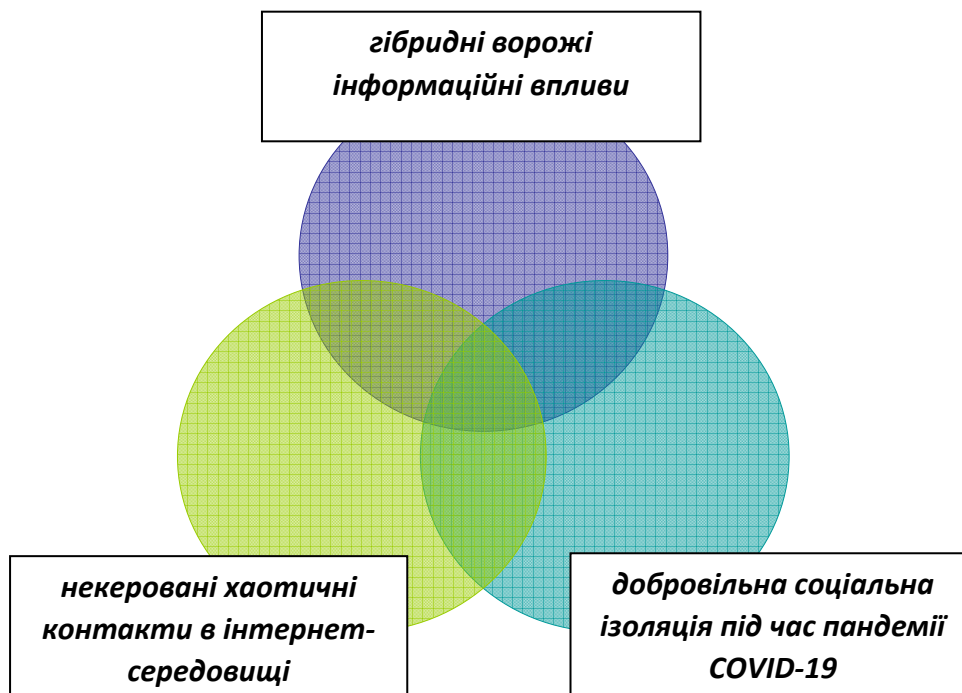 гібридні ворожі
інформаційні впливи
некеровані хаотичні
контакти в інтернет-
середовищі
добровільна соціальна
ізоляція під час пандемії
COVID-19